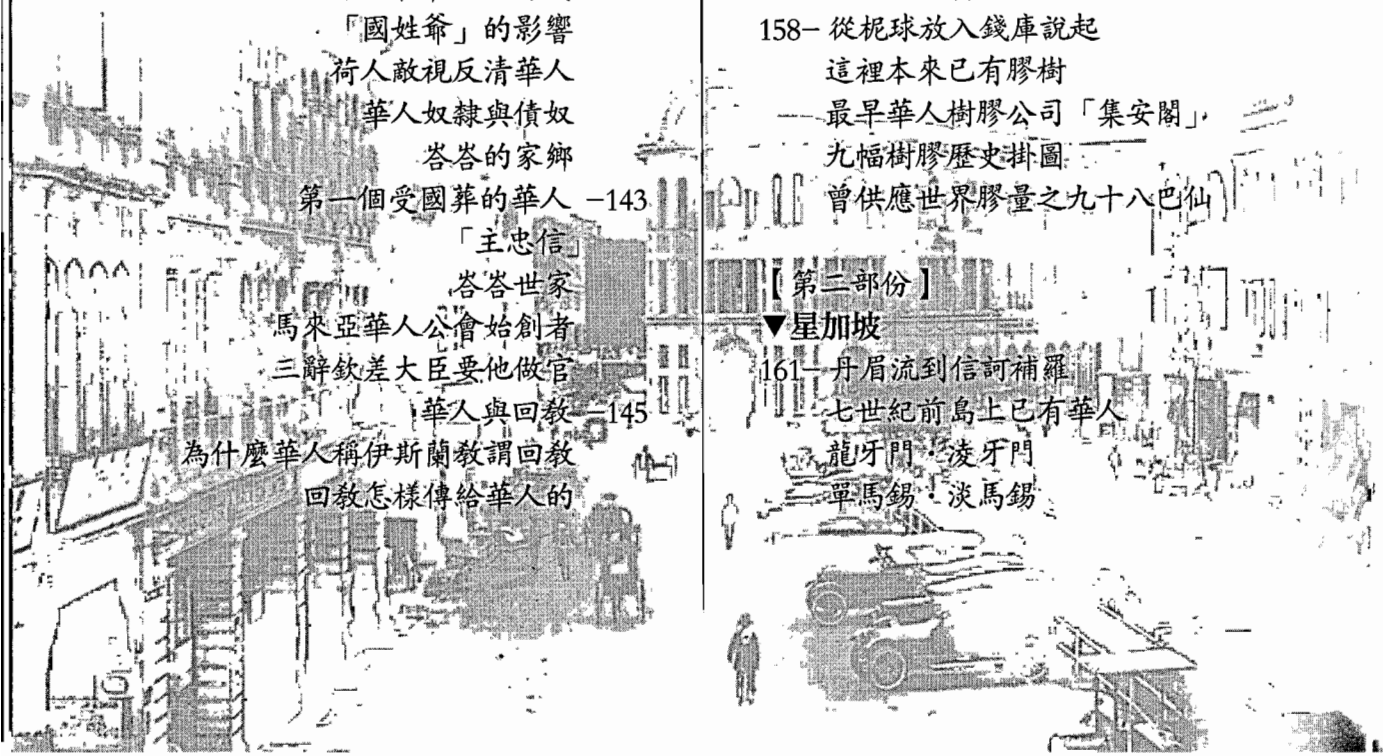 「國姓爺」的影響
荷人敵視反清華人
華人奴隸與債奴
峇峇的家鄉
第一個受國葬的華人 –143
「主忠信」
峇峇世家
馬來亞華人公會始創者
三辭欽差大臣要他做官
華人與回教 –145
為什麼華人稱伊斯蘭教謂回教
回教怎樣傳給華人的
158– 從柅球放入錢庫說起
這裡本來已有膠樹
最早華人樹膠公司「集安閣」
九幅樹膠歷史掛圖
曾供應世界膠量之九十八巴仙
【第二部份】
▼星加坡
161– 丹眉流到信訶補羅
七世紀前島上已有華人
龍牙門・淩牙門
單馬錫・淡馬錫